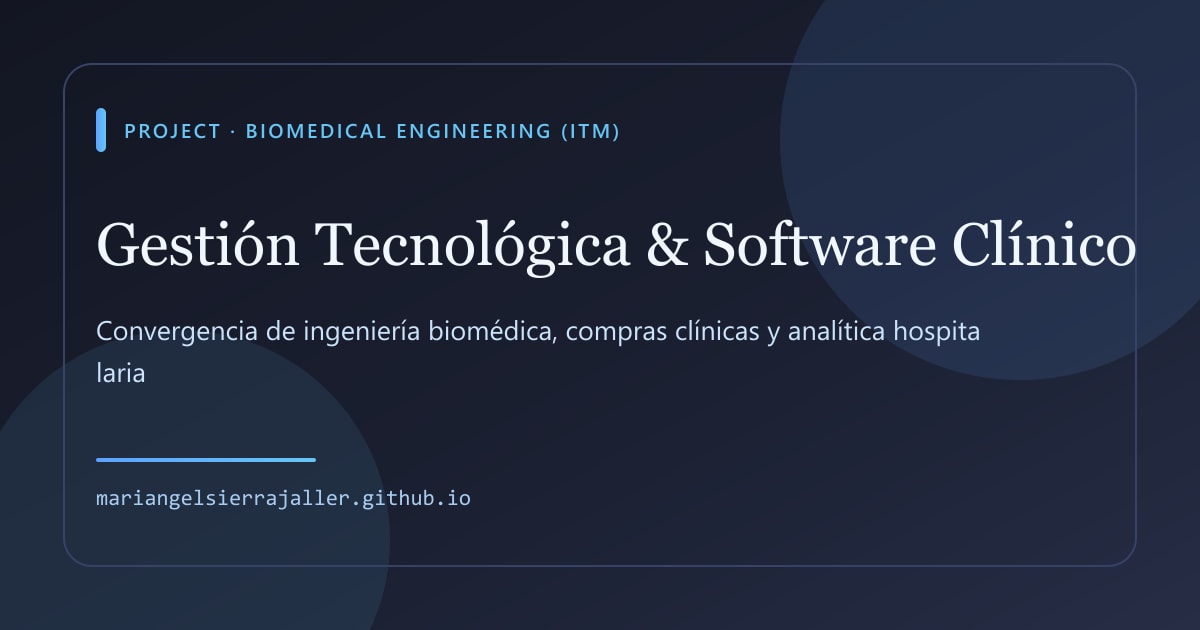 PROJECT · BIOMEDICAL ENGINEERING (ITM)
Gestión Tecnológica & Software Clínico
Convergencia de ingeniería biomédica, compras clínicas y analítica hospita
laria
mariangelsierrajaller.github.io